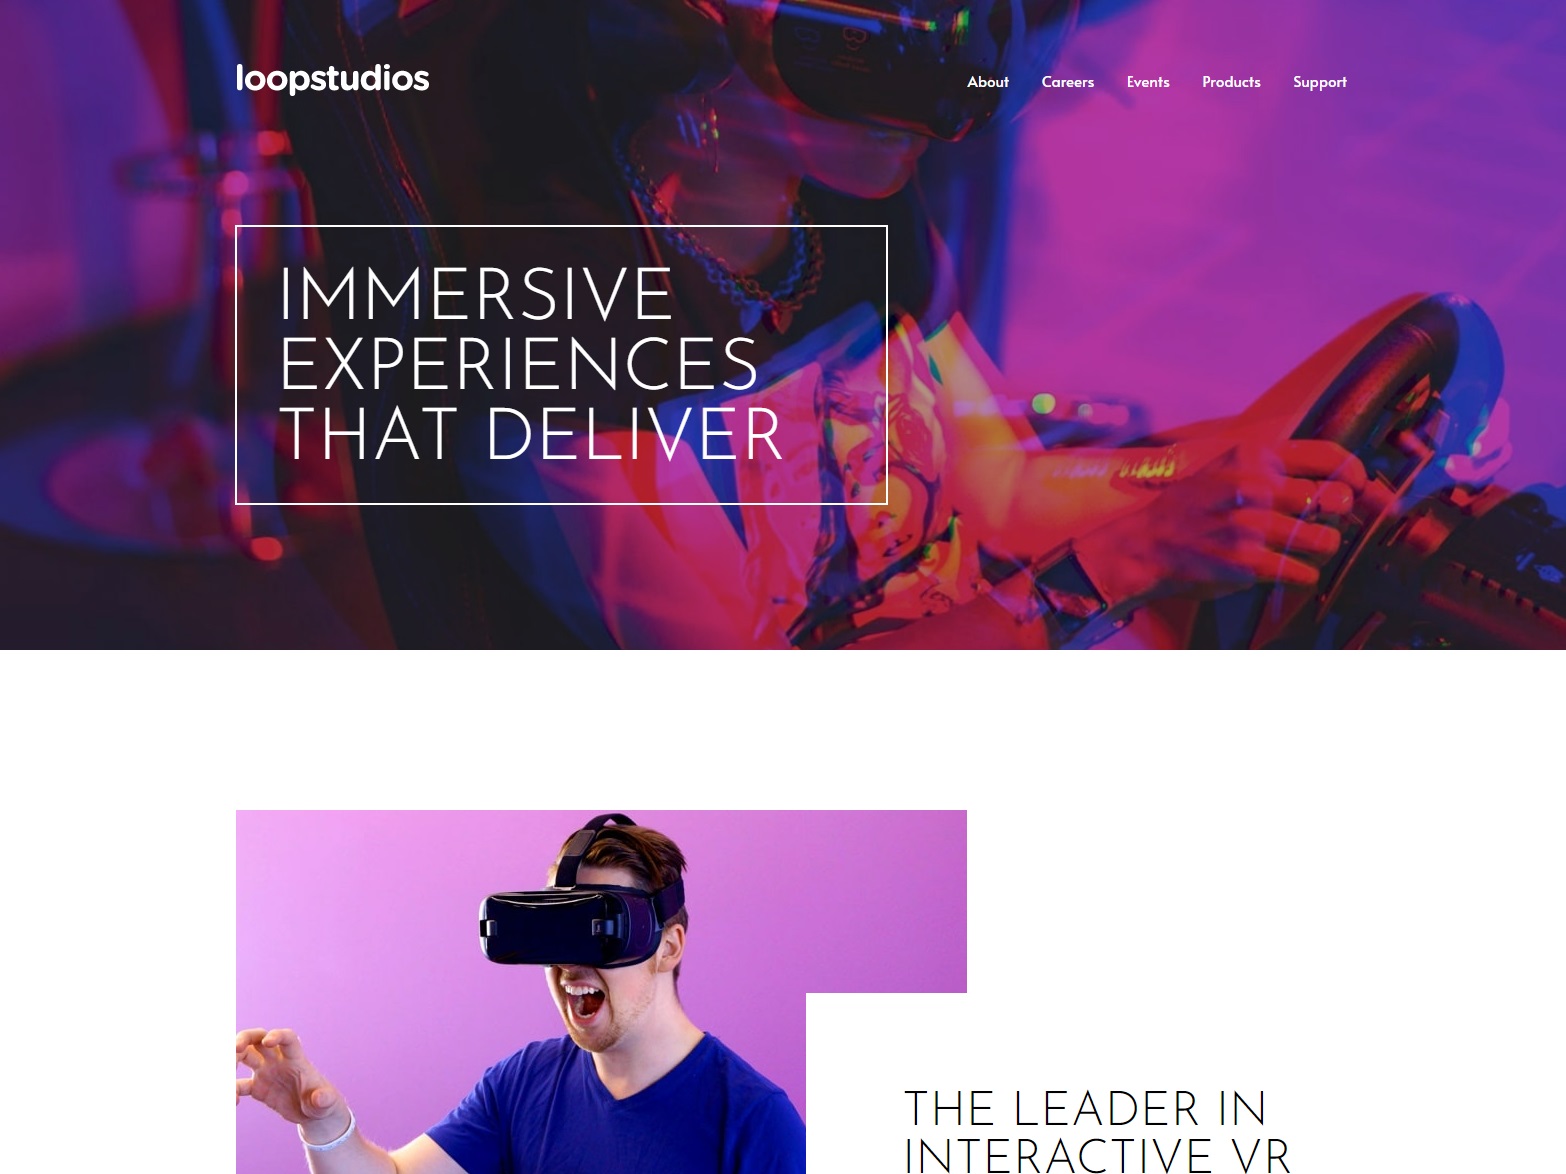 loopstudios
About Careers Events Products Support
IMMERSIVE
EXPERIENCES
THAT DELIVER
THE LEADER IN
INTERACTIVE VR